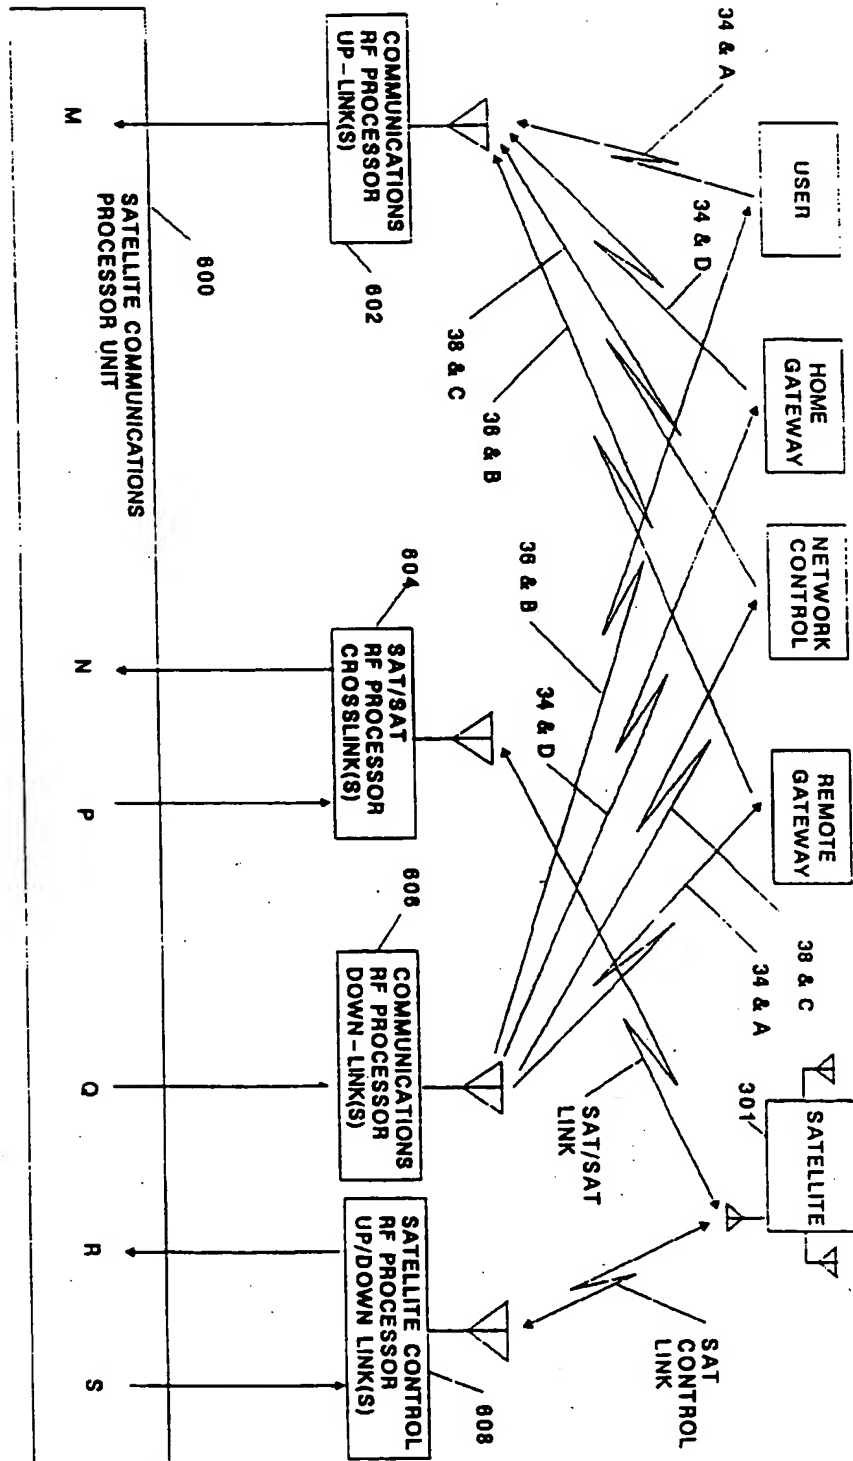 USER
HOME
GATEWAY
NETWORK
CONTROL
REMOTE
GATEWAY
SATELLITE
301
34 & A
34 & D
38 & C
36 & B
36 & B
34 & D
38 & C
34 & A
SAT/SAT
LINK
SAT
CONTROL
LINK
COMMUNICATIONS
RF PROCESSOR
UP-LINK(S)
602
604
SAT/SAT
RF PROCESSOR
CROSSLINK(S)
606
COMMUNICATIONS
RF PROCESSOR
DOWN-LINK(S)
SATELLITE CONTROL
RF PROCESSOR
UP/DOWN LINK(S)
608
600
SATELLITE COMMUNICATIONS
PROCESSOR UNIT
M
N
P
Q
R
S